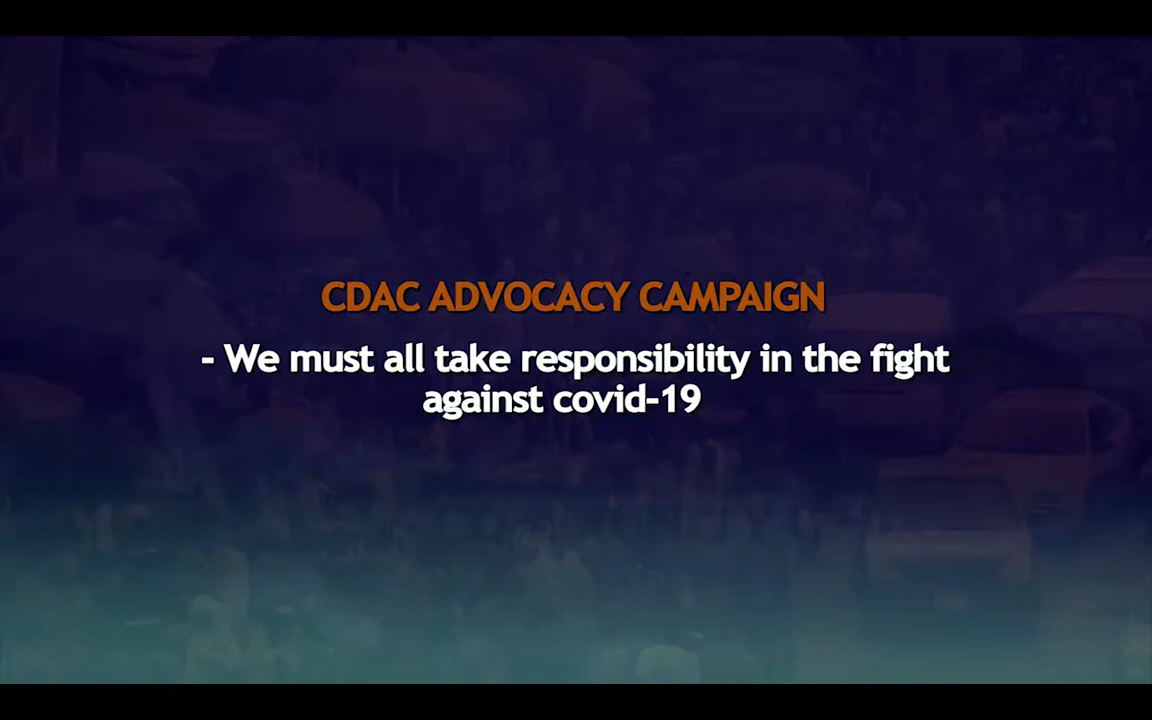 CDAC ADVOCACY CAMPAIGN
- We must all take responsibility in the fight
against covid-19